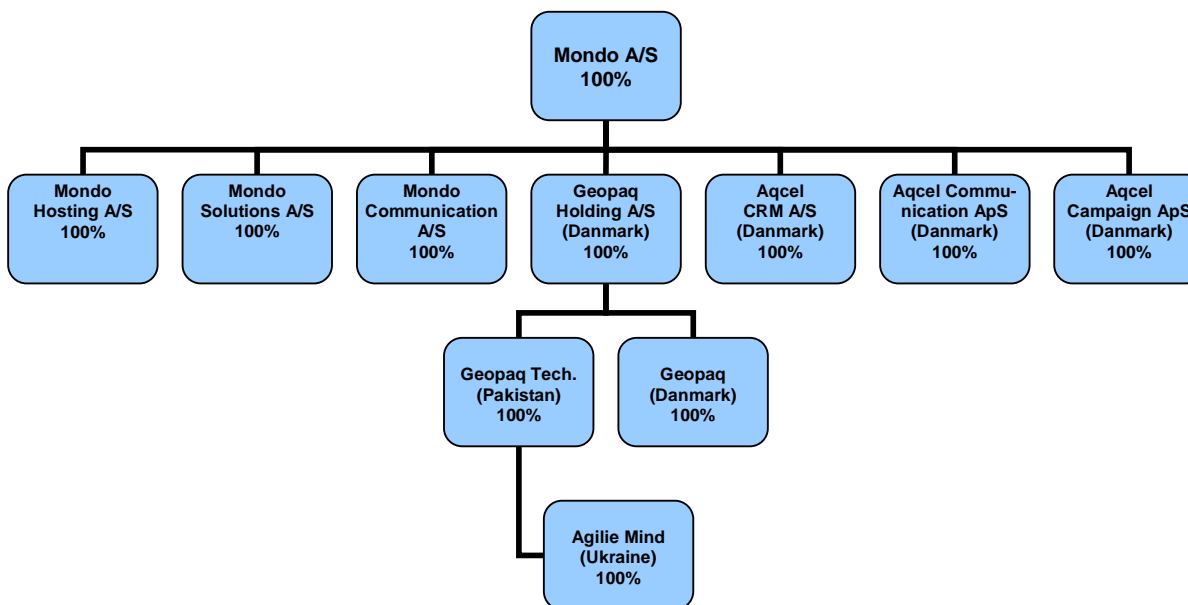 Mondo A/S
100%
Mondo
Hosting A/S
100%
Mondo
Solutions A/S
100%
Mondo
Communication
A/S
100%
Geopaq
Holding A/S
(Danmark)
100%
Aqcel
CRM A/S
(Danmark)
100%
Aqcel Commu-
nication ApS
(Danmark)
100%
Aqcel
Campaign ApS
(Danmark)
100%
Geopaq Tech.
(Pakistan)
100%
Geopaq
(Danmark)
100%
Agilie Mind
(Ukraine)
100%